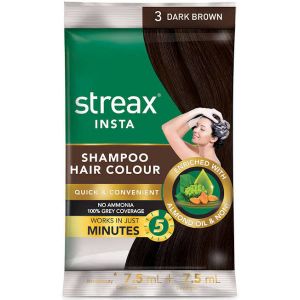 3 DARK BROWN
streax®
INSTA
SHAMPOO
HAIR COLOUR
QUICK & CONVENIENT
NO AMMONIA
100% GREY COVERAGE
WORKS IN JUST
MINUTES 5
ENRICHED WITH
ALMOND OIL & NONI
7.5 mL + 7.5 mL